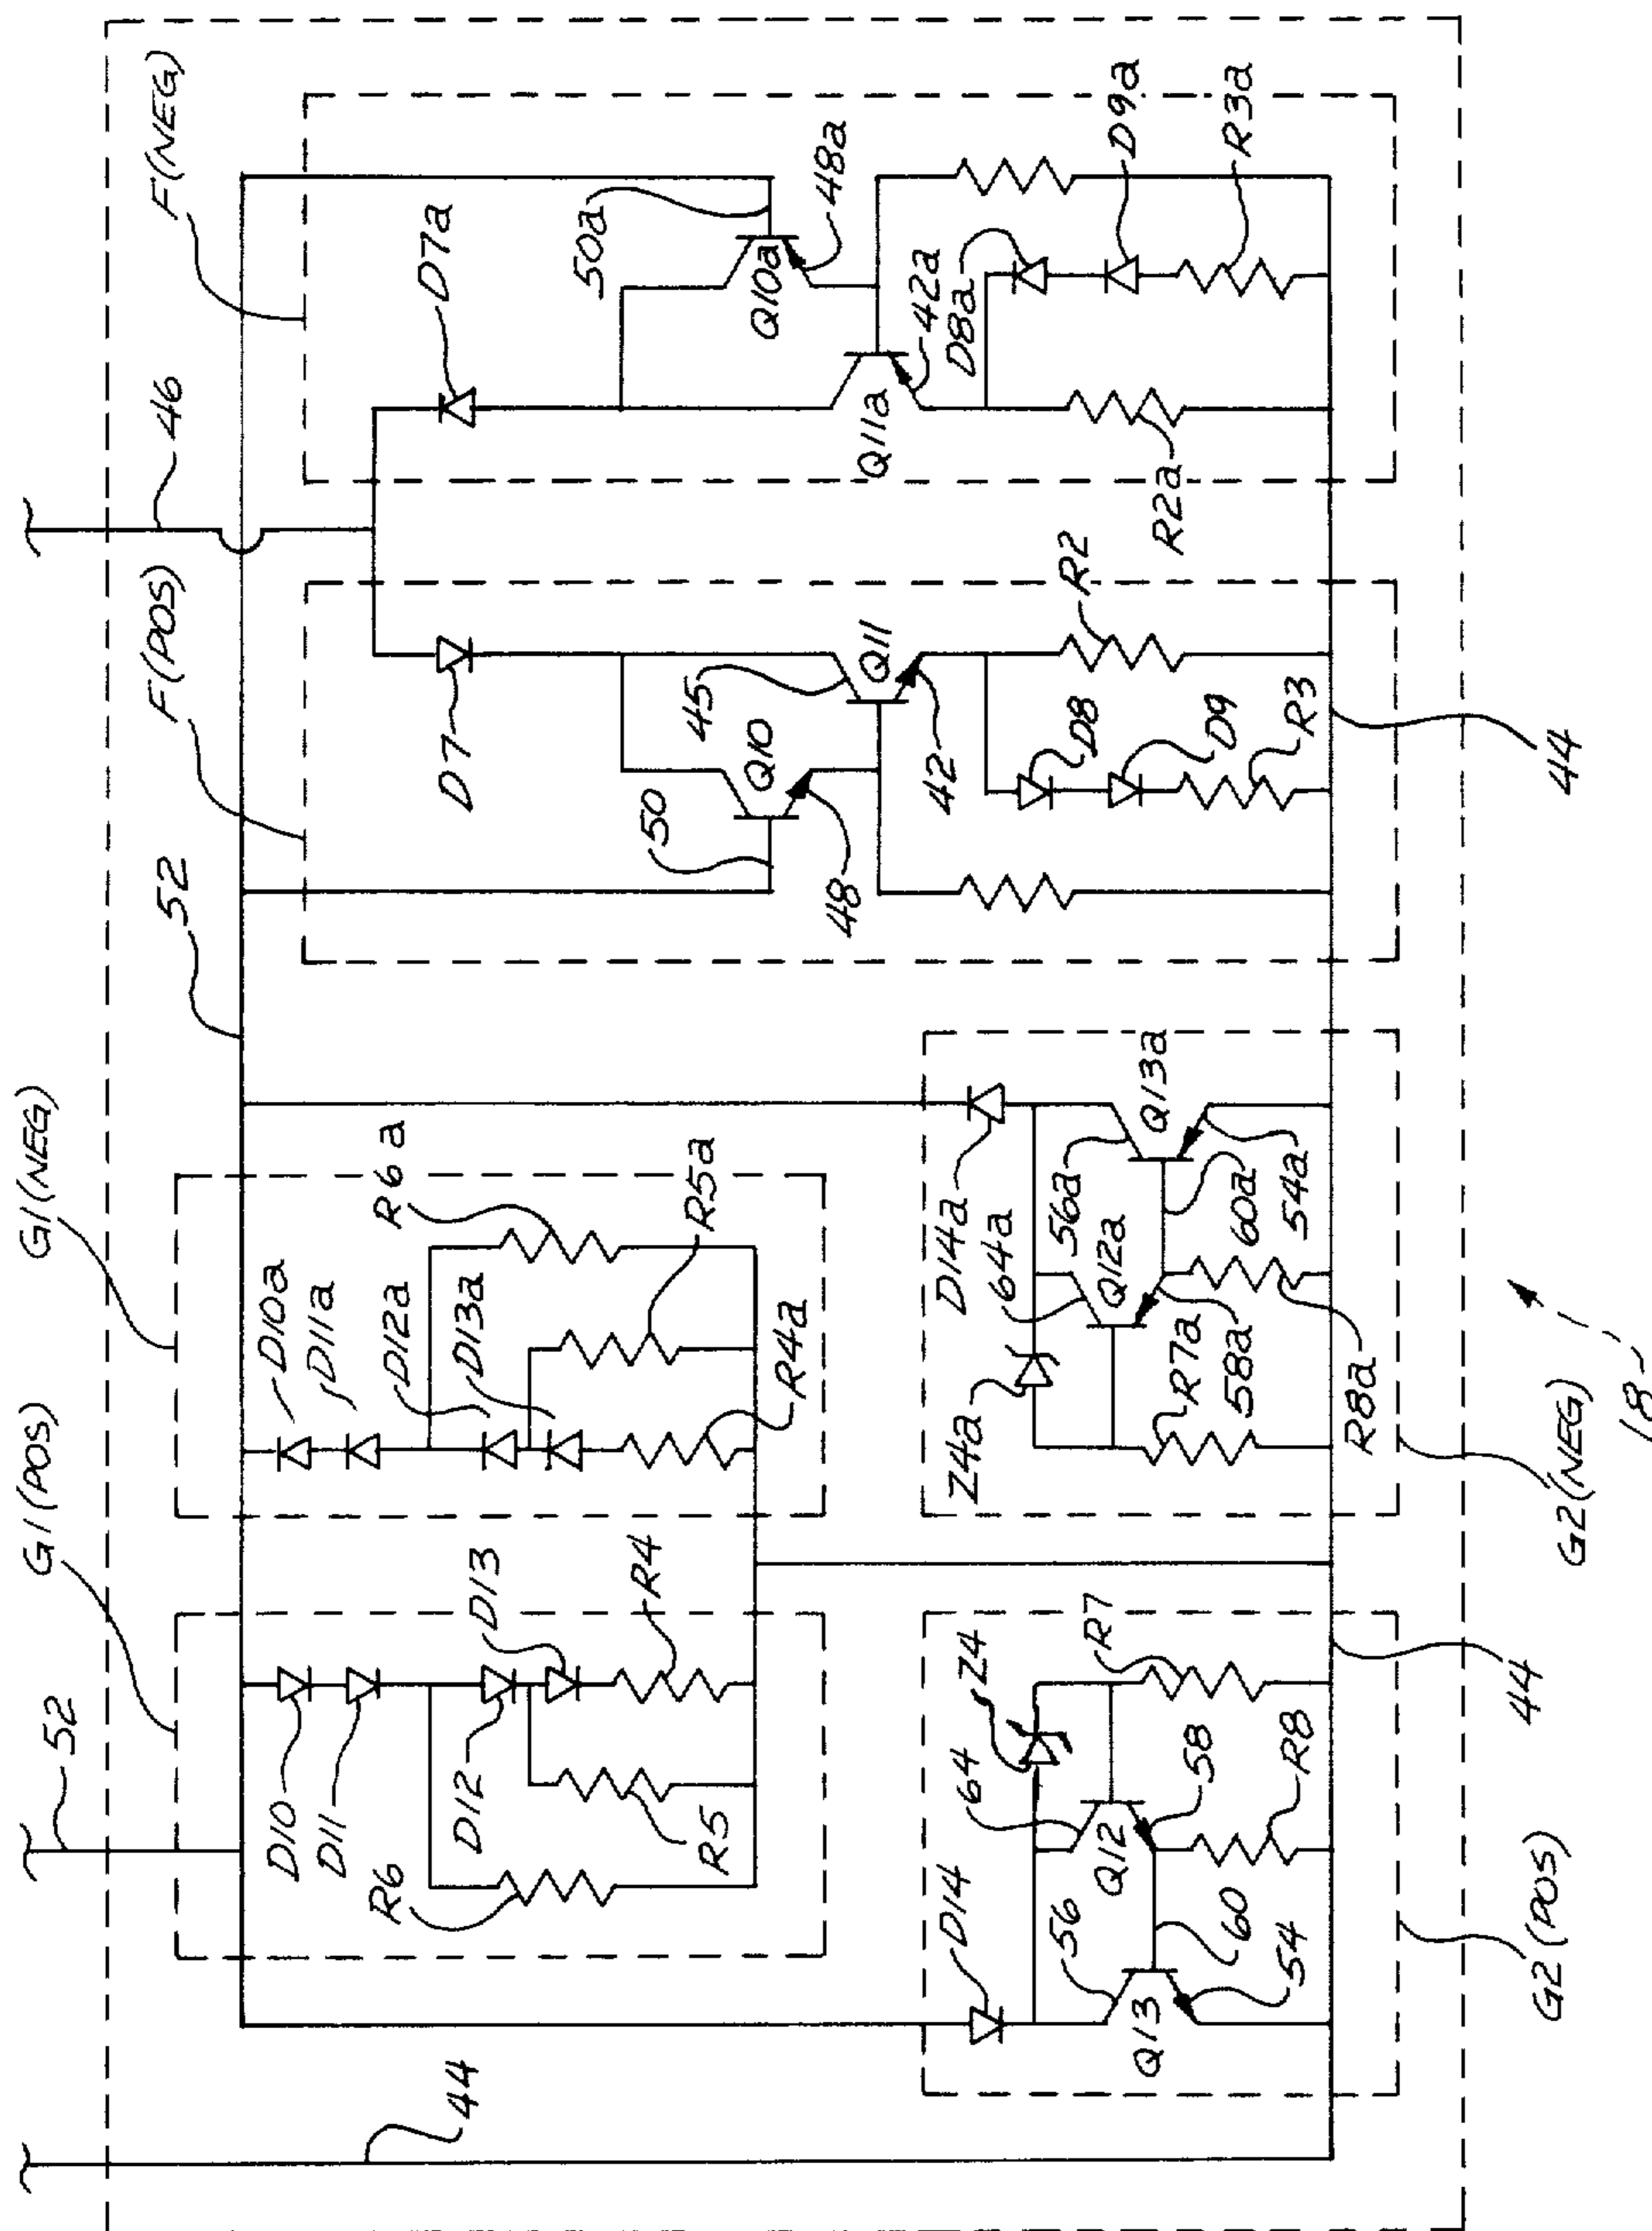 52
G1(POS)
G1(NEG)
52
F(POS)
46
F(NEG)
44
D10
D11
R6
D12
D13
R5
R4
D10a
D11a
D12a
D13a
R6a
R5a
R4a
D7
50
Q10
48
45
Q11
42
D8
D9
R3
R2
D7a
50a
Q10a
48a
Q11a
42a
D8a
D9a
R3a
R2a
D14
56
Q13
60
54
64
Q12
Z4
58
R7
R8
44
G2(POS)
Z4a
D14a
64a
56a
Q12a
Q13a
R7a
58a
60a
54a
R8a
G2(NEG)
44
18